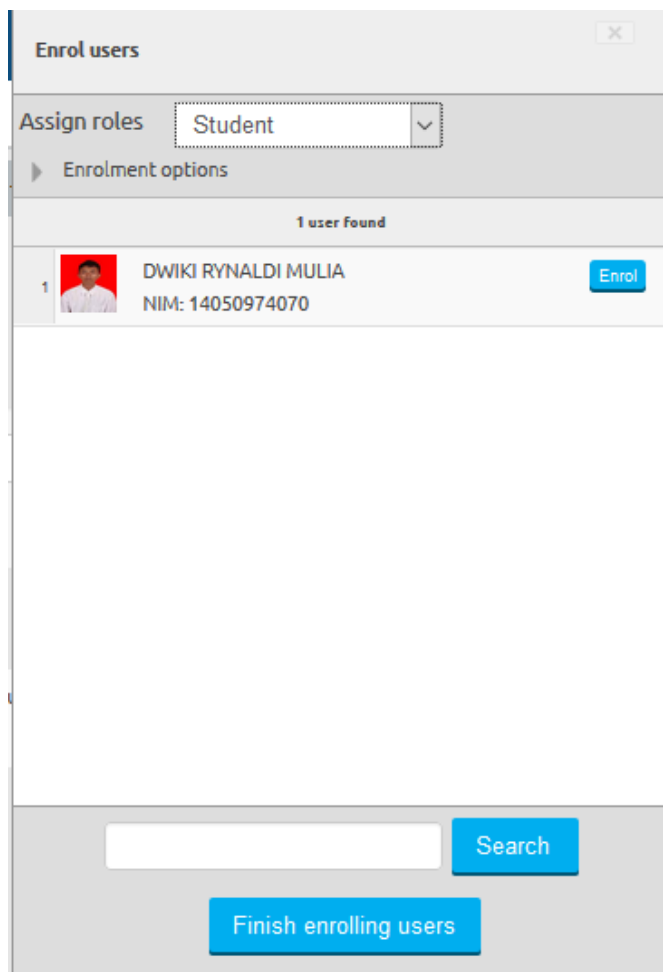 Enrol users
Assign roles Student
Enrolment options
1 user found
1 DWIKI RYNALDI MULIA Enrol
NIM: 14050974070
Search
Finish enrolling users